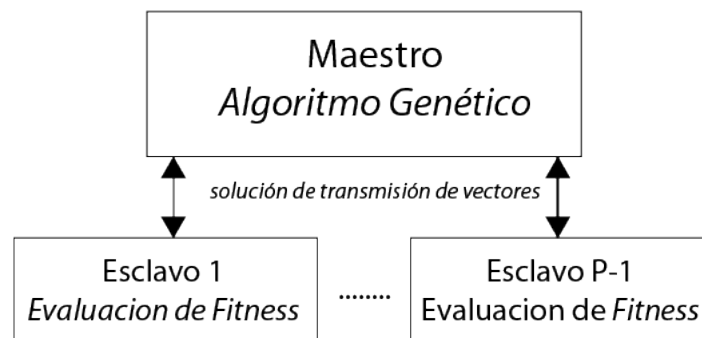 Maestro
Algoritmo Genético
solución de transmisión de vectores
Esclavo 1
Evaluacion de Fitness
........
Esclavo P-1
Evaluacion de Fitness